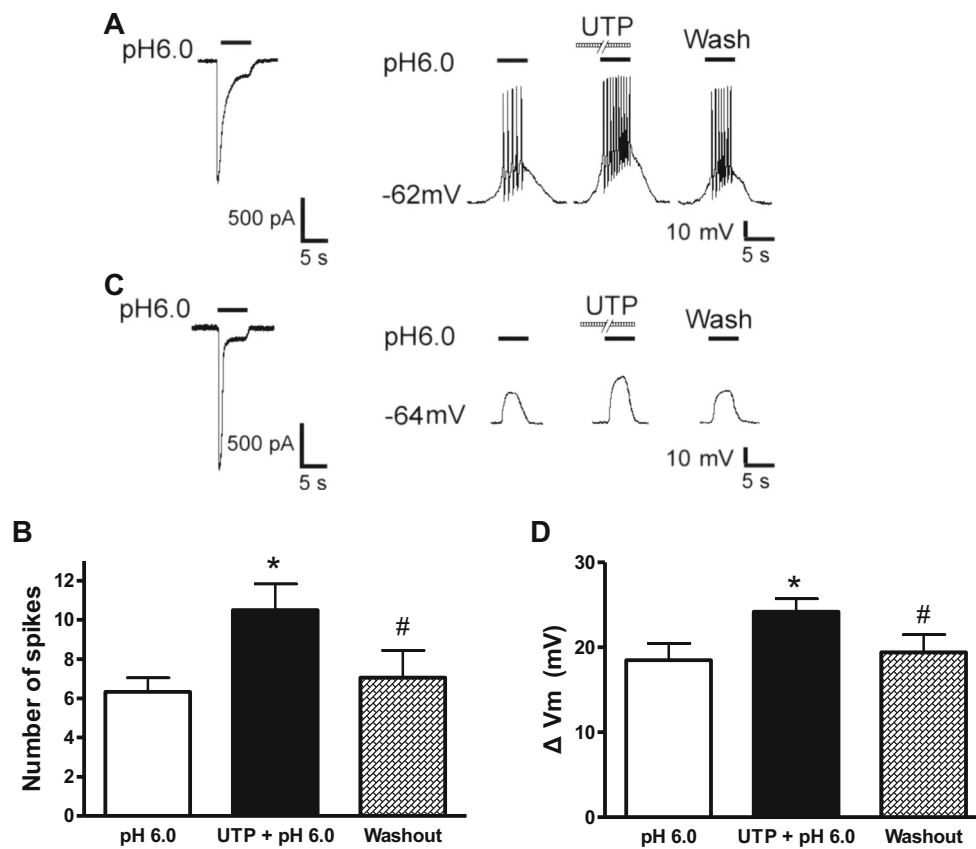 A
pH6.0
500 pA
5 s
UTP
Wash
pH6.0
-62mV
10 mV
5 s
C
pH6.0
500 pA
5 s
UTP
Wash
pH6.0
-64mV
10 mV
5 s
B
Number of spikes
12
10
8
6
4
2
0
*
#
pH 6.0
UTP + pH 6.0
Washout
D
Δ Vm (mV)
30
20
10
0
*
#
pH 6.0
UTP + pH 6.0
Washout